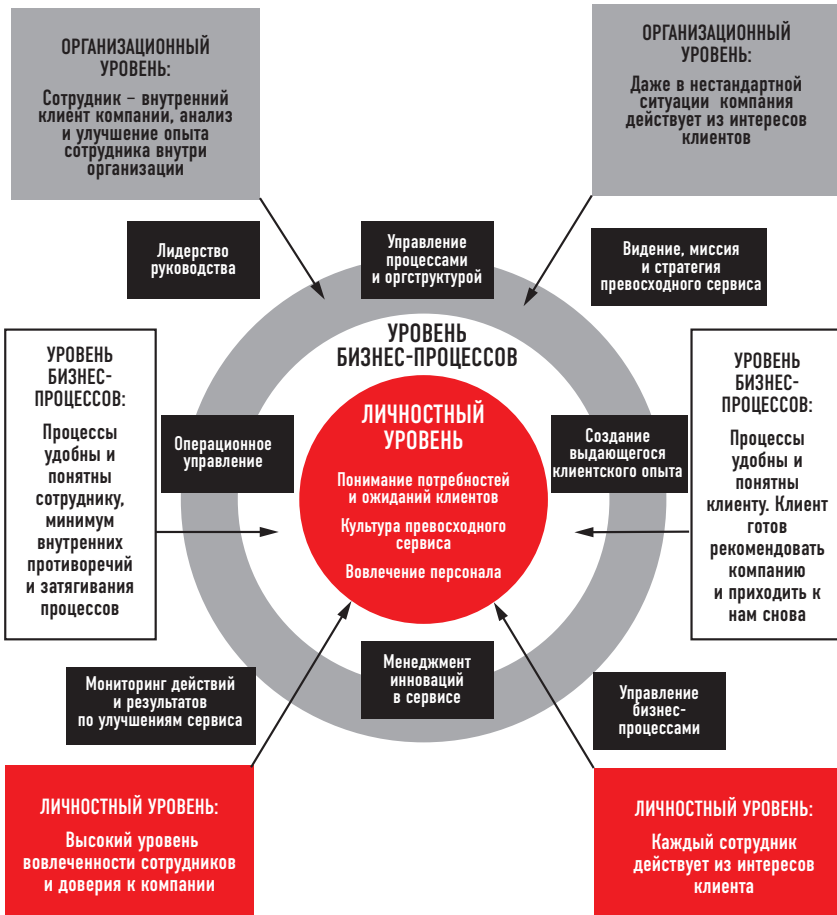 ОРГАНИЗАЦИОННЫЙ
УРОВЕНЬ:
Сотрудник – внутренний
клиент компании, анализ
и улучшение опыта
сотрудника внутри
организации
ОРГАНИЗАЦИОННЫЙ
УРОВЕНЬ:
Даже в нестандартной
ситуации компания
действует из интересов
клиентов
Лидерство
руководства
Управление
процессами
и оргструктурой
Видение, миссия
и стратегия
превосходного сервиса
УРОВЕНЬ
БИЗНЕС-ПРОЦЕССОВ
УРОВЕНЬ
БИЗНЕС-
ПРОЦЕССОВ:
Процессы
удобны и
понятны
сотруднику,
минимум
внутренних
противоречий
и затягивания
процессов
Операционное
управление
ЛИЧНОСТНЫЙ
УРОВЕНЬ
Понимание потребностей
и ожиданий клиентов
Культура превосходного
сервиса
Вовлечение персонала
Создание
выдающегося
клиентского опыта
УРОВЕНЬ
БИЗНЕС-
ПРОЦЕССОВ:
Процессы
удобны и
понятны
клиенту. Клиент
готов
рекомендовать
компанию
и приходить к
нам снова
Мониторинг действий
и результатов
по улучшениям сервиса
Менеджмент
инноваций
в сервисе
Управление
бизнес-
процессами
ЛИЧНОСТНЫЙ УРОВЕНЬ:
Высокий уровень
вовлеченности сотрудников
и доверия к компании
ЛИЧНОСТНЫЙ УРОВЕНЬ:
Каждый сотрудник
действует из интересов
клиента